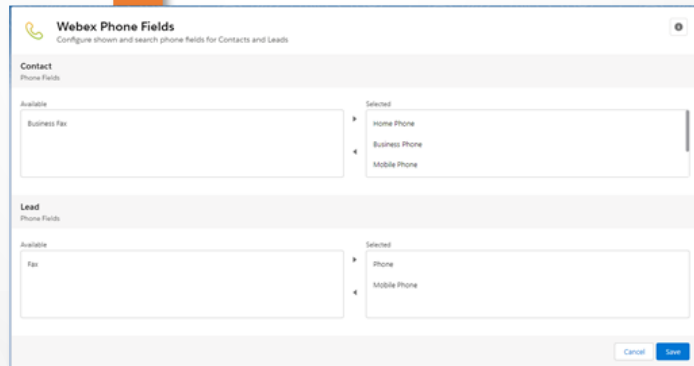 Webex Phone Fields
Configure shown and search phone fields for Contacts and Leads
Contact
Phone Fields
Available
Selected
Business Fax
Home Phone
Business Phone
Mobile Phone
Lead
Phone Fields
Available
Selected
Fax
Phone
Mobile Phone
Cancel
Save